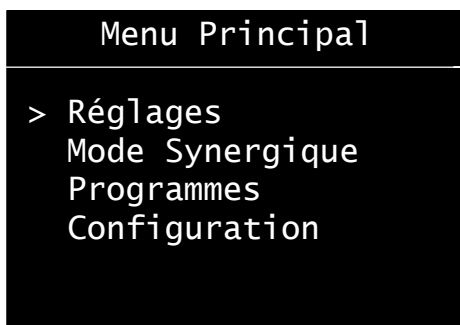 Menu Principal
> Réglages
Mode Synergique
Programmes
Configuration